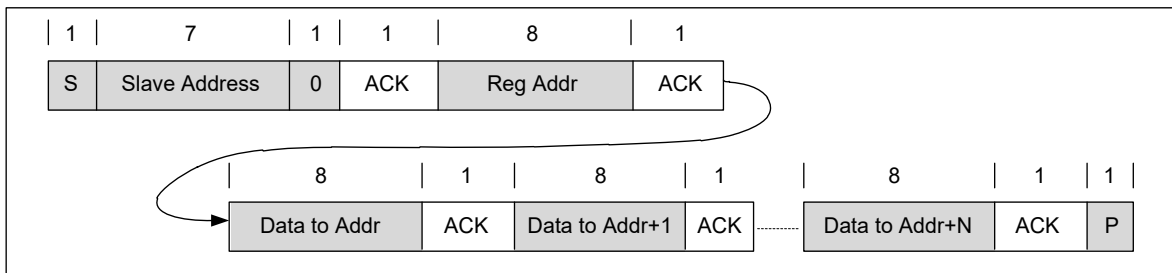 1 7 1 1 8 1
S Slave Address 0 ACK Reg Addr ACK
8 1 8 1 8 1 1
Data to Addr ACK Data to Addr+1 ACK Data to Addr+N ACK P